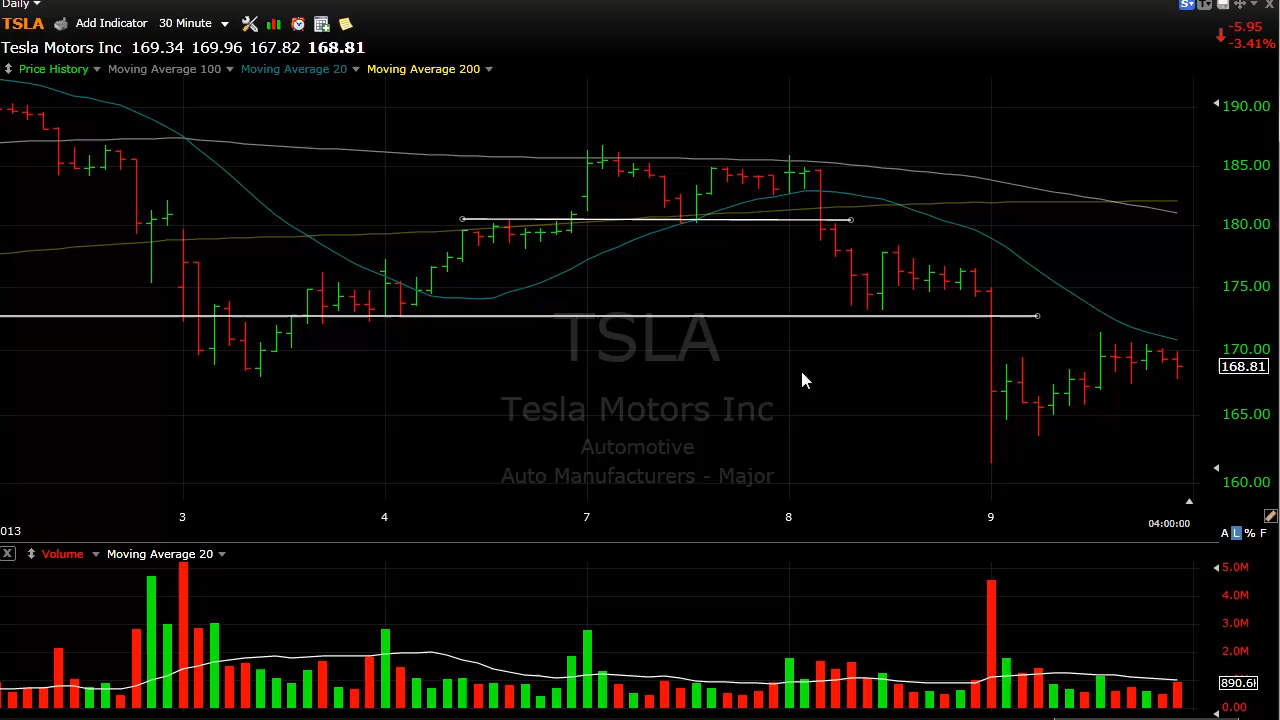 Daily
TSLA Add Indicator 30 Minute
Tesla Motors Inc 169.34 169.96 167.82 168.81
-5.95
-3.41%
Price History Moving Average 100 Moving Average 20 Moving Average 200
190.00
185.00
180.00
175.00
170.00
168.81
165.00
160.00
TSLA
Tesla Motors Inc
Automotive
Auto Manufacturers - Major
3 4 7 8 9
04:00:00
013
A L % F
X Volume Moving Average 20
5.0M
4.0M
3.0M
2.0M
890.6
0.00